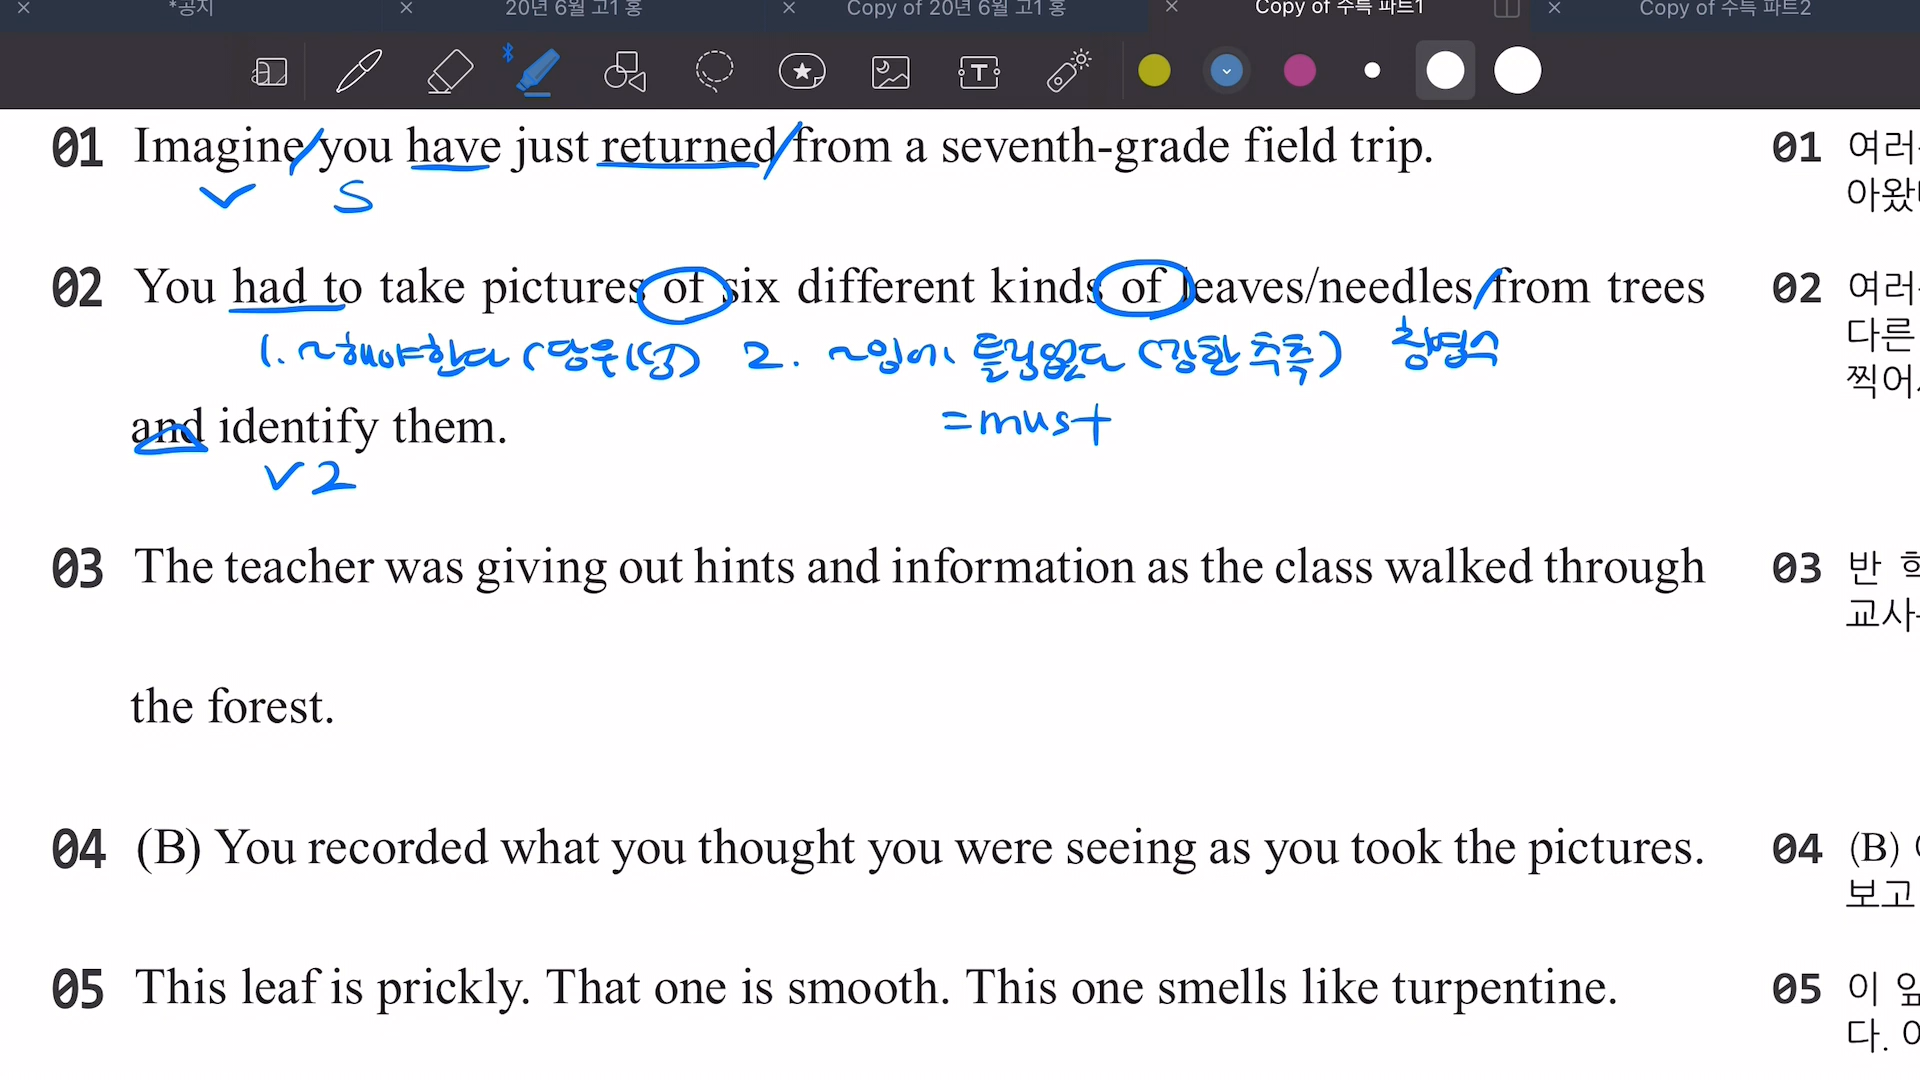 *공지 20년 6월 고1 홍 Copy of 20년 6월 고1 홍 Copy of 수특 파트1 Copy of 수특 파트2
01 Imagine/you have just returned/from a seventh-grade field trip.
v S
02 You had to take pictures of six different kinds of leaves/needles/from trees
1. ~해야한다 (당위성) 2. ~임에 틀림없다 (강한 추측)
and identify them.
=must
v2
03 The teacher was giving out hints and information as the class walked through
the forest.
04 (B) You recorded what you thought you were seeing as you took the pictures.
05 This leaf is prickly. That one is smooth. This one smells like turpentine.
01 여러
아왔
02 여러
다른
찍어
03 반
교사
04 (B)
보고
05 이 잎
다.